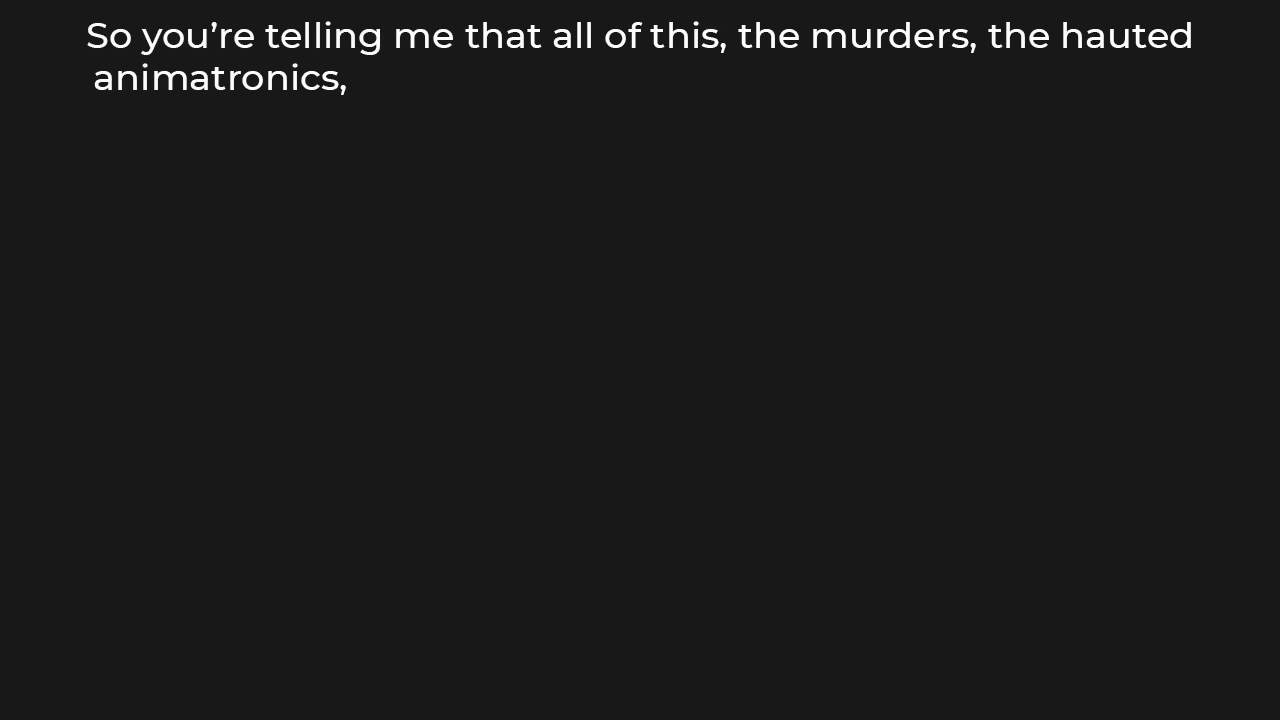 So you’re telling me that all of this, the murders, the hauted
animatronics,